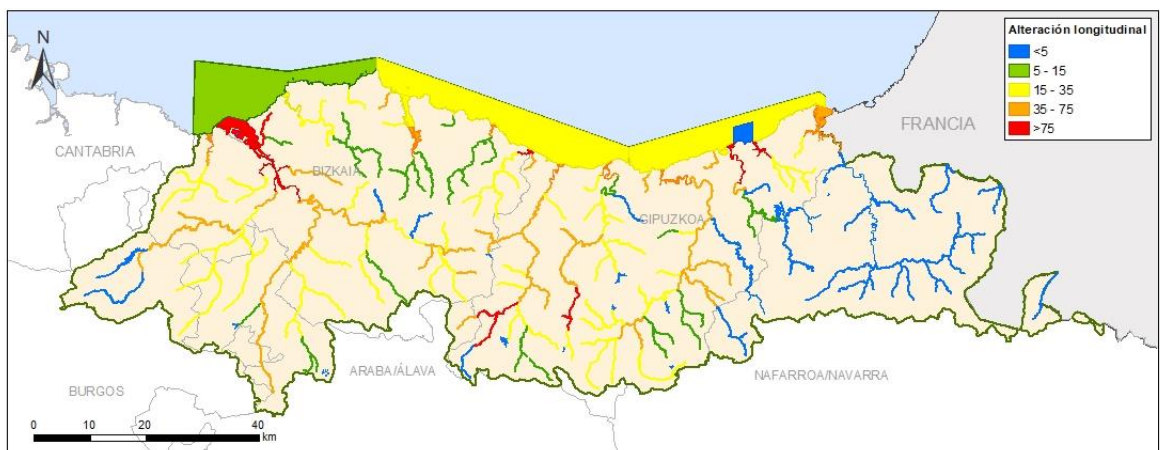 Alteración longitudinal
<5
5 - 15
15 - 35
35 - 75
>75
N
FRANCIA
CANTABRIA
BIZKAIA
GIPUZKOA
ARABA/ÁLAVA
NAFARROA/NAVARRA
BURGOS
0 10 20 40
km